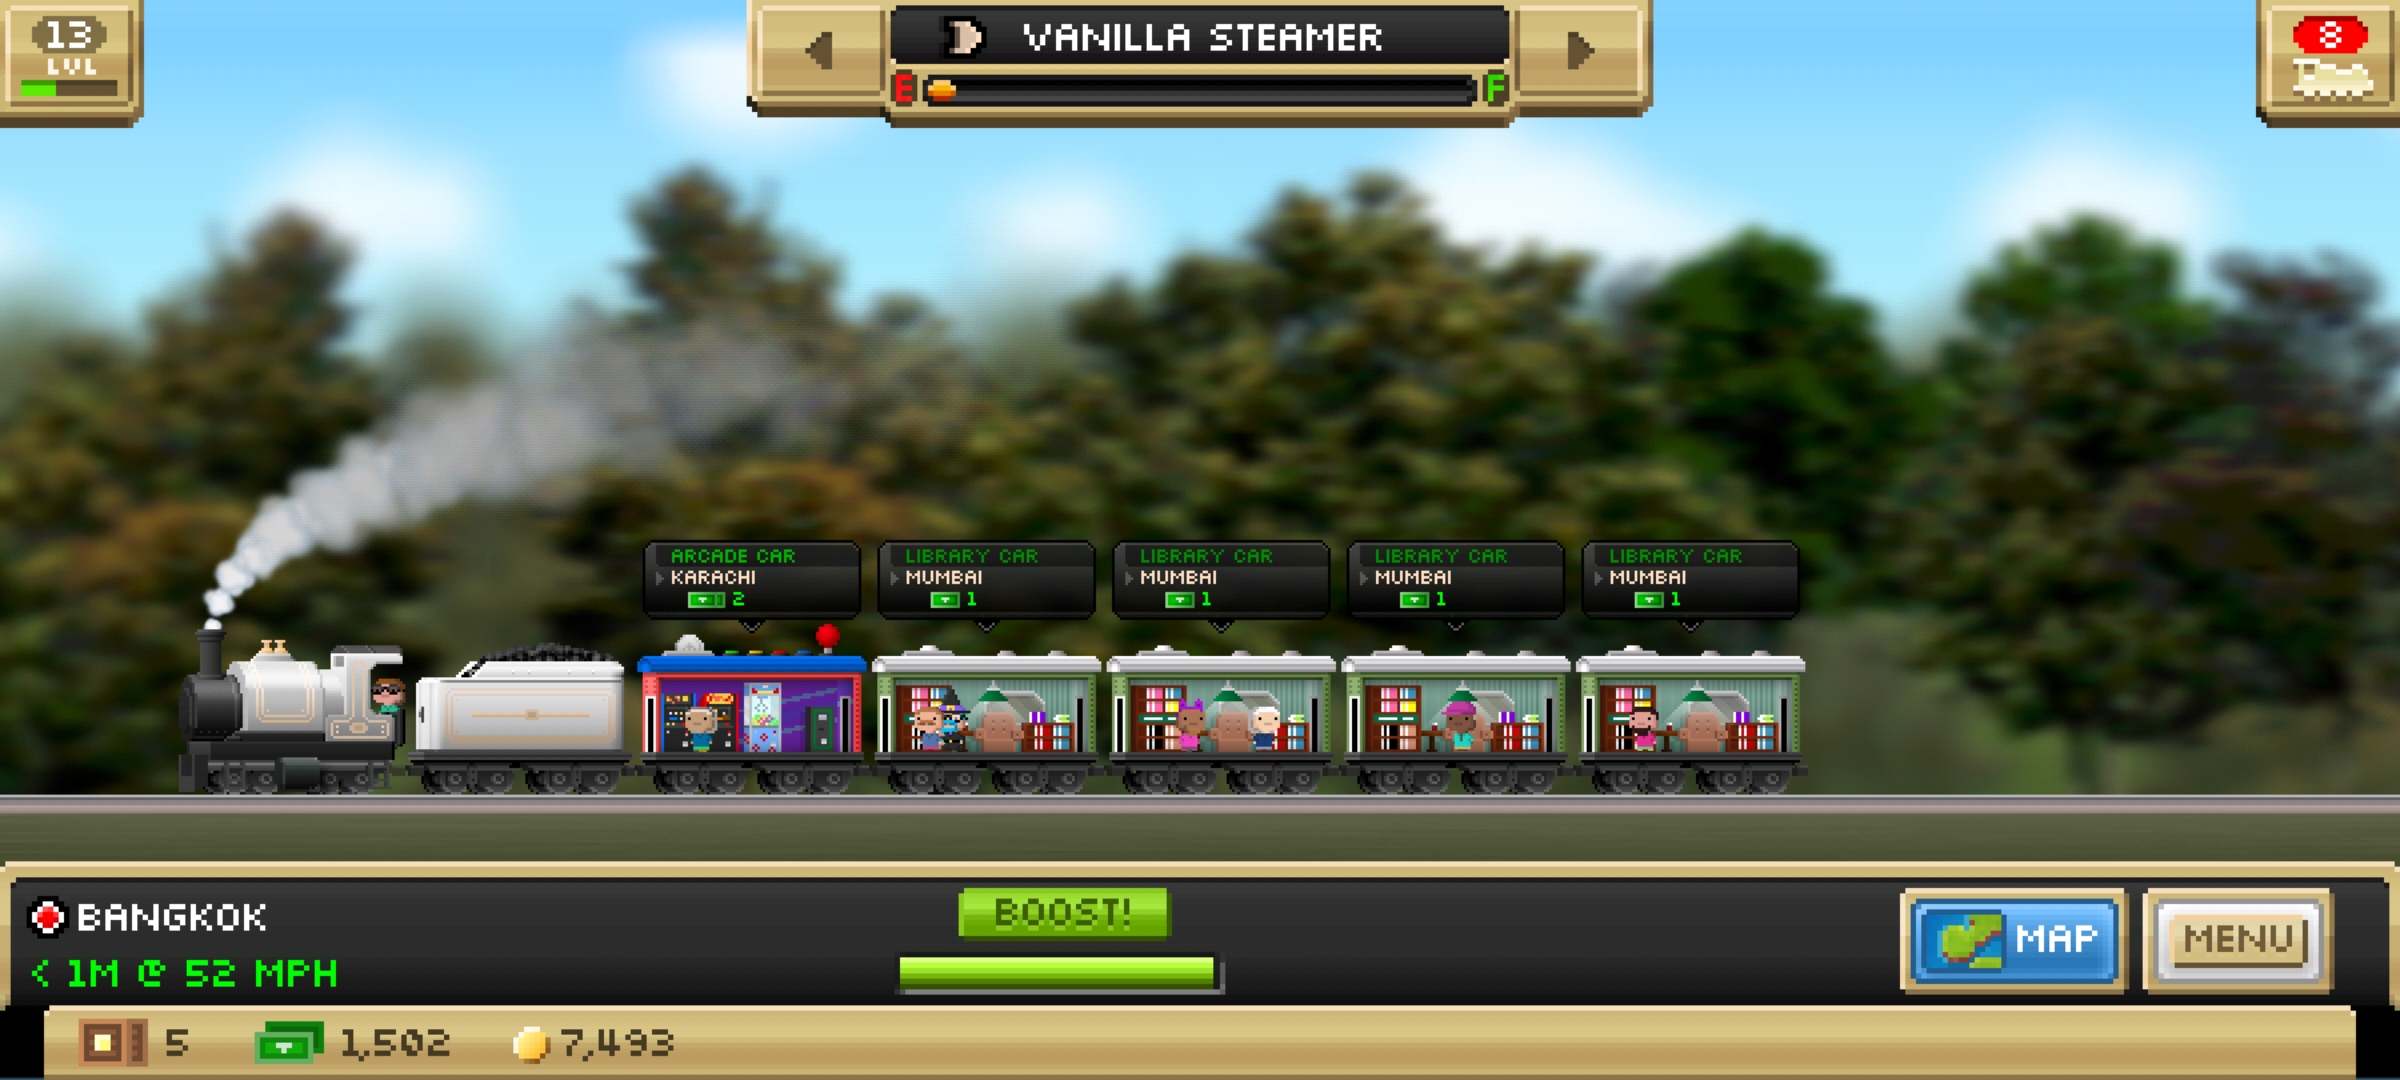 13
LVL
VANILLA STEAMER
E
F
8
ARCADE CAR
KARACHI
2
LIBRARY CAR
MUMBAI
1
LIBRARY CAR
MUMBAI
1
LIBRARY CAR
MUMBAI
1
LIBRARY CAR
MUMBAI
1
BANGKOK
< 1M @ 52 MPH
BOOST!
MAP
MENU
5
1,502
7,493